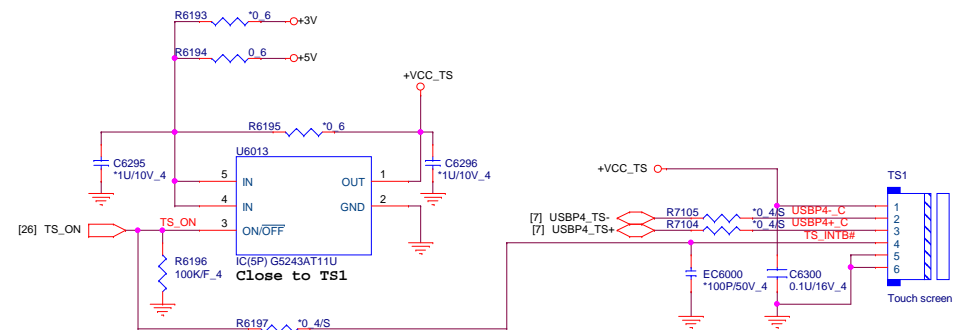 R6193 *0_6 +3V
R6194 0_6 +5V
+VCC_TS
R6195 *0_6
C6295
*1U/10V_4
U6013
C6296
*1U/10V_4
5 IN OUT 1
4 IN GND 2
3 ON/OFF
IC(5P) G5243AT11U
Close to TS1
[26] TS_ON TS_ON
R6196
100K/F_4
R6197 *0_4/S
+VCC_TS
TS1
[7] USBP4_TS- R7105 *0_4/S USBP4-_C
[7] USBP4_TS+ R7104 *0_4/S USBP4+_C
TS_INTB#
1
2
3
4
5
6
EC6000
*100P/50V_4
C6300
0.1U/16V_4
Touch screen